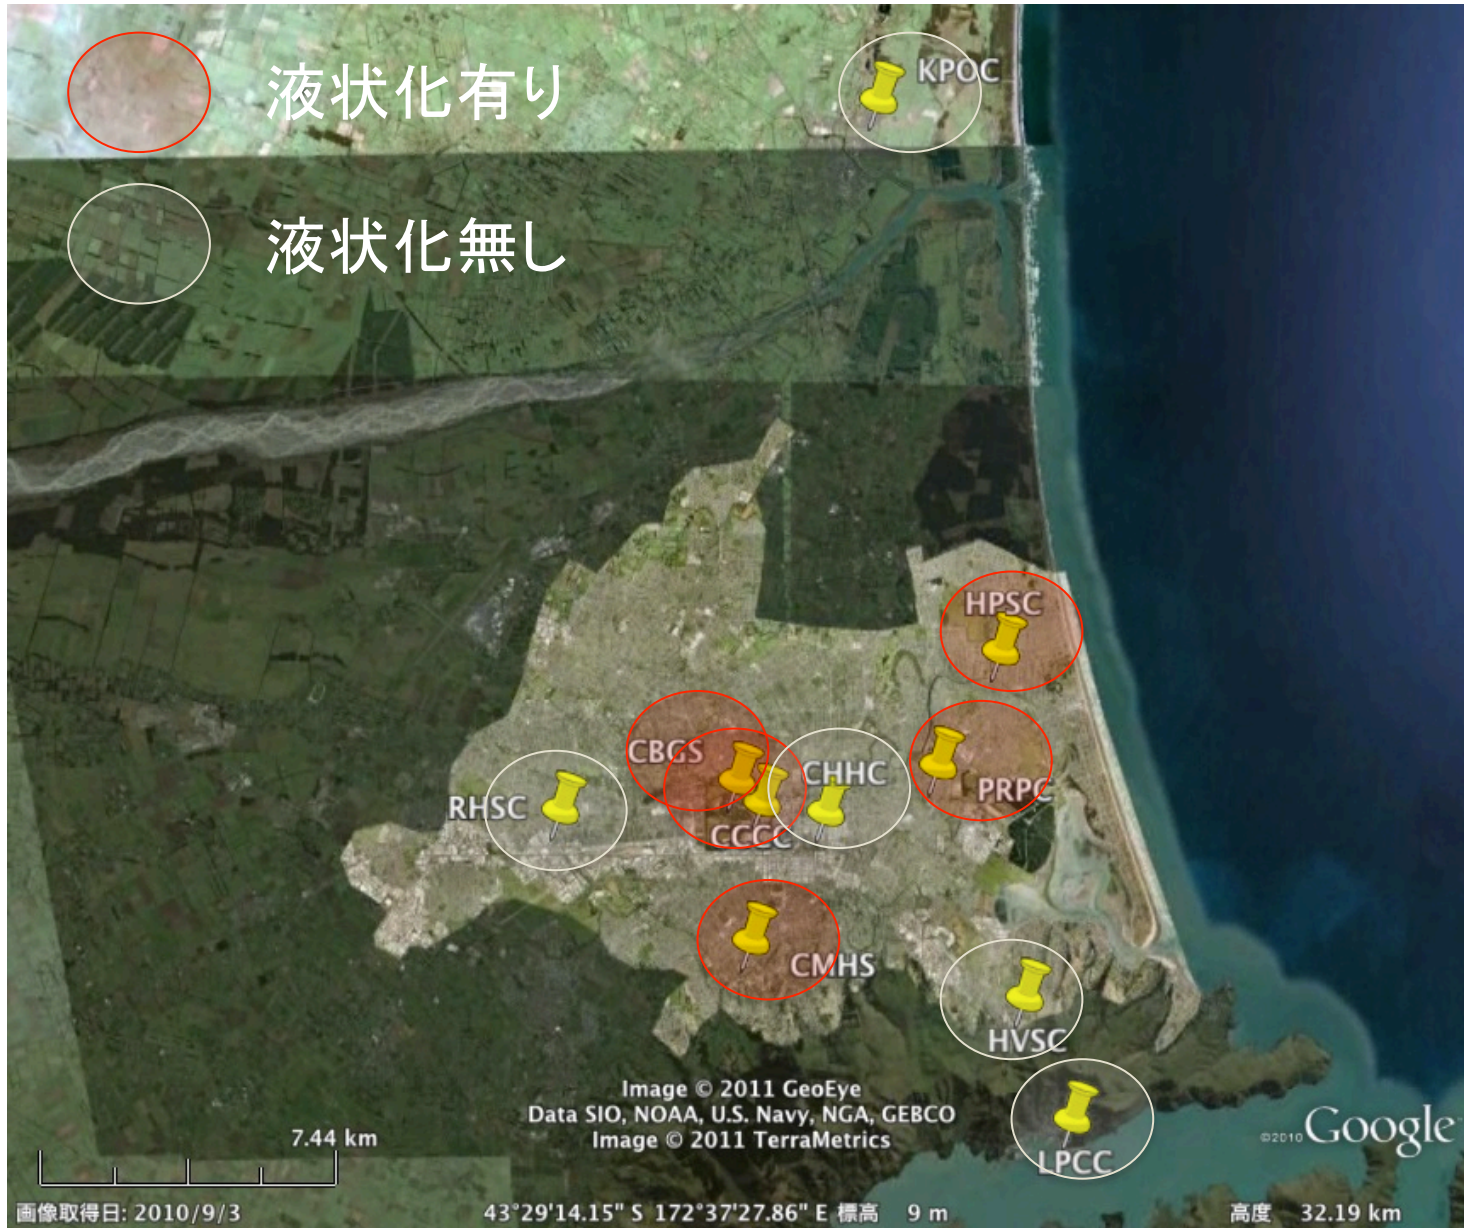 液状化有り
KPOC
液状化無し
HPSC
CBGS
CHHC
PRPC
RHSC
CCCC
CMHS
HVSC
LPCC
Image © 2011 GeoEye
Data SIO, NOAA, U.S. Navy, NGA, GEBCO
Image © 2011 TerraMetrics
©2010 Google
7.44 km
画像取得日: 2010/9/3
43°29'14.15" S 172°37'27.86" E 標高 9 m
高度 32.19 km